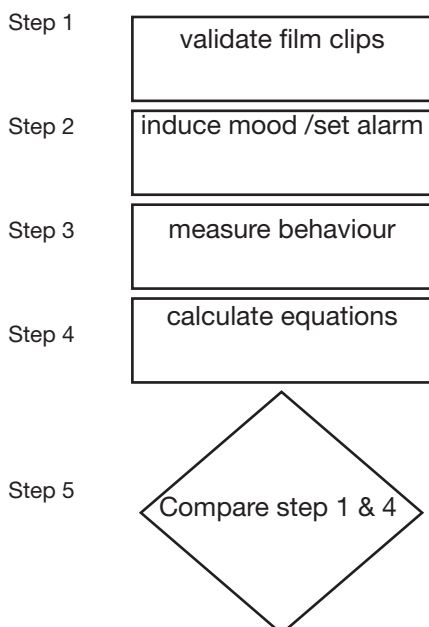 Step 1
validate film clips
Step 2
induce mood /set alarm
Step 3
measure behaviour
Step 4
calculate equations
Step 5
Compare step 1 & 4